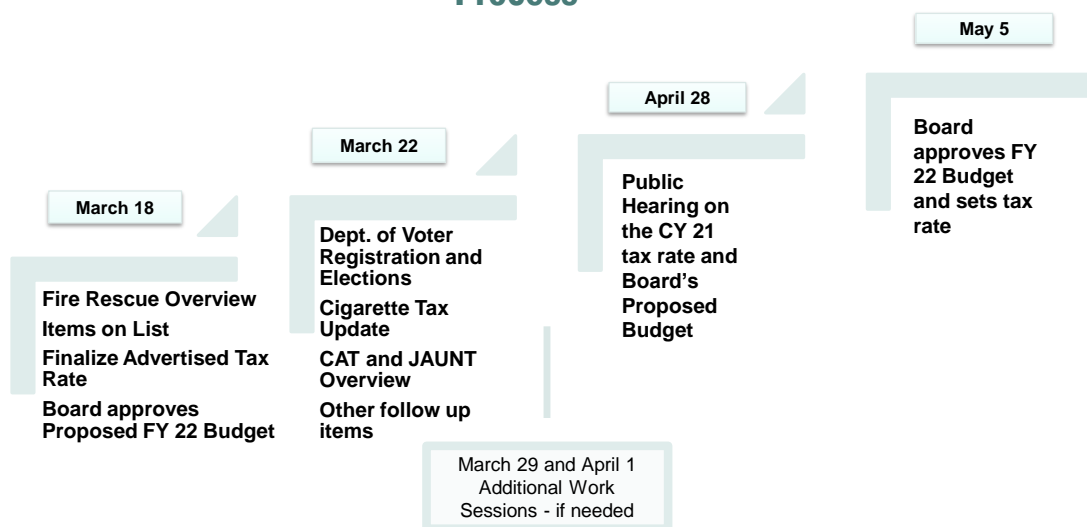 March 18
Fire Rescue Overview
Items on List
Finalize Advertised Tax
Rate
Board approves
Proposed FY 22 Budget
March 22
Dept. of Voter
Registration and
Elections
Cigarette Tax
Update
CAT and JAUNT
Overview
Other follow up
items
March 29 and April 1
Additional Work
Sessions - if needed
April 28
Public
Hearing on
the CY 21
tax rate and
Board's
Proposed
Budget
May 5
Board
approves FY
22 Budget
and sets tax
rate